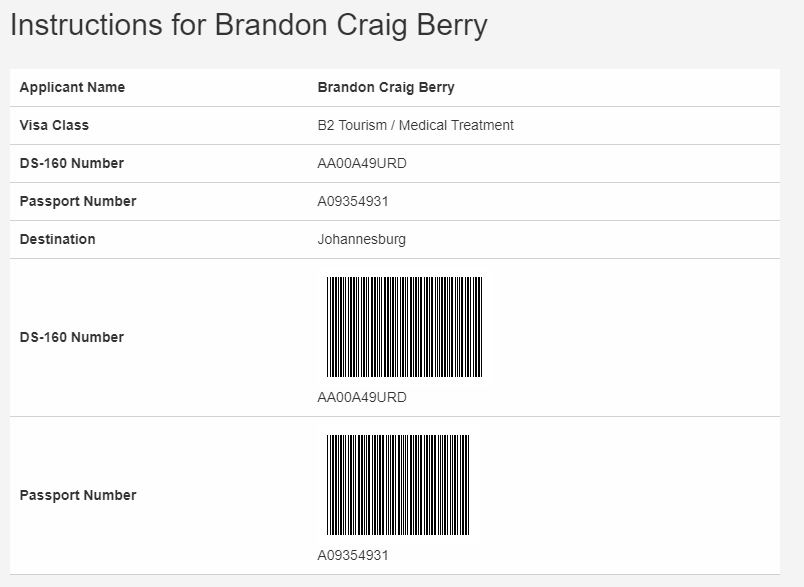 Instructions for Brandon Craig Berry
Applicant Name Brandon Craig Berry
Visa Class B2 Tourism / Medical Treatment
DS-160 Number AA00A49URD
Passport Number A09354931
Destination Johannesburg
DS-160 Number
AA00A49URD
Passport Number
A09354931